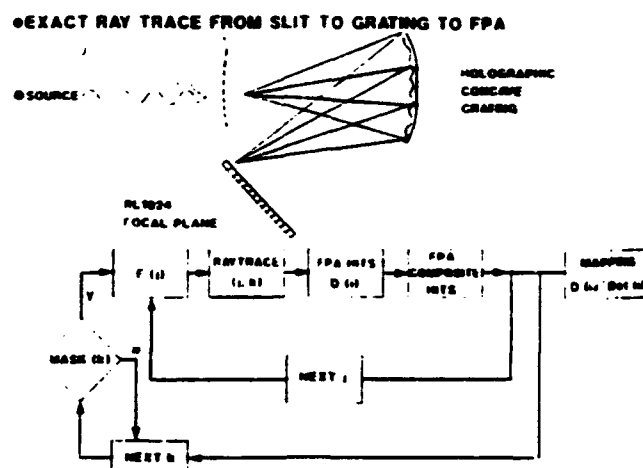 ●EXACT RAY TRACE FROM SLIT TO GRATING TO FPA
●SOURCE
HOLOGRAPHIC
CONCAVE
GRATING
RL1024
FOCAL PLANE
F (j)
RAYTRACE
(j, k)
FPA HITS
FPA
COMPOSITE
HITS
MAPPING
Y
MASK (k)
N
NEXT j
NEXT k